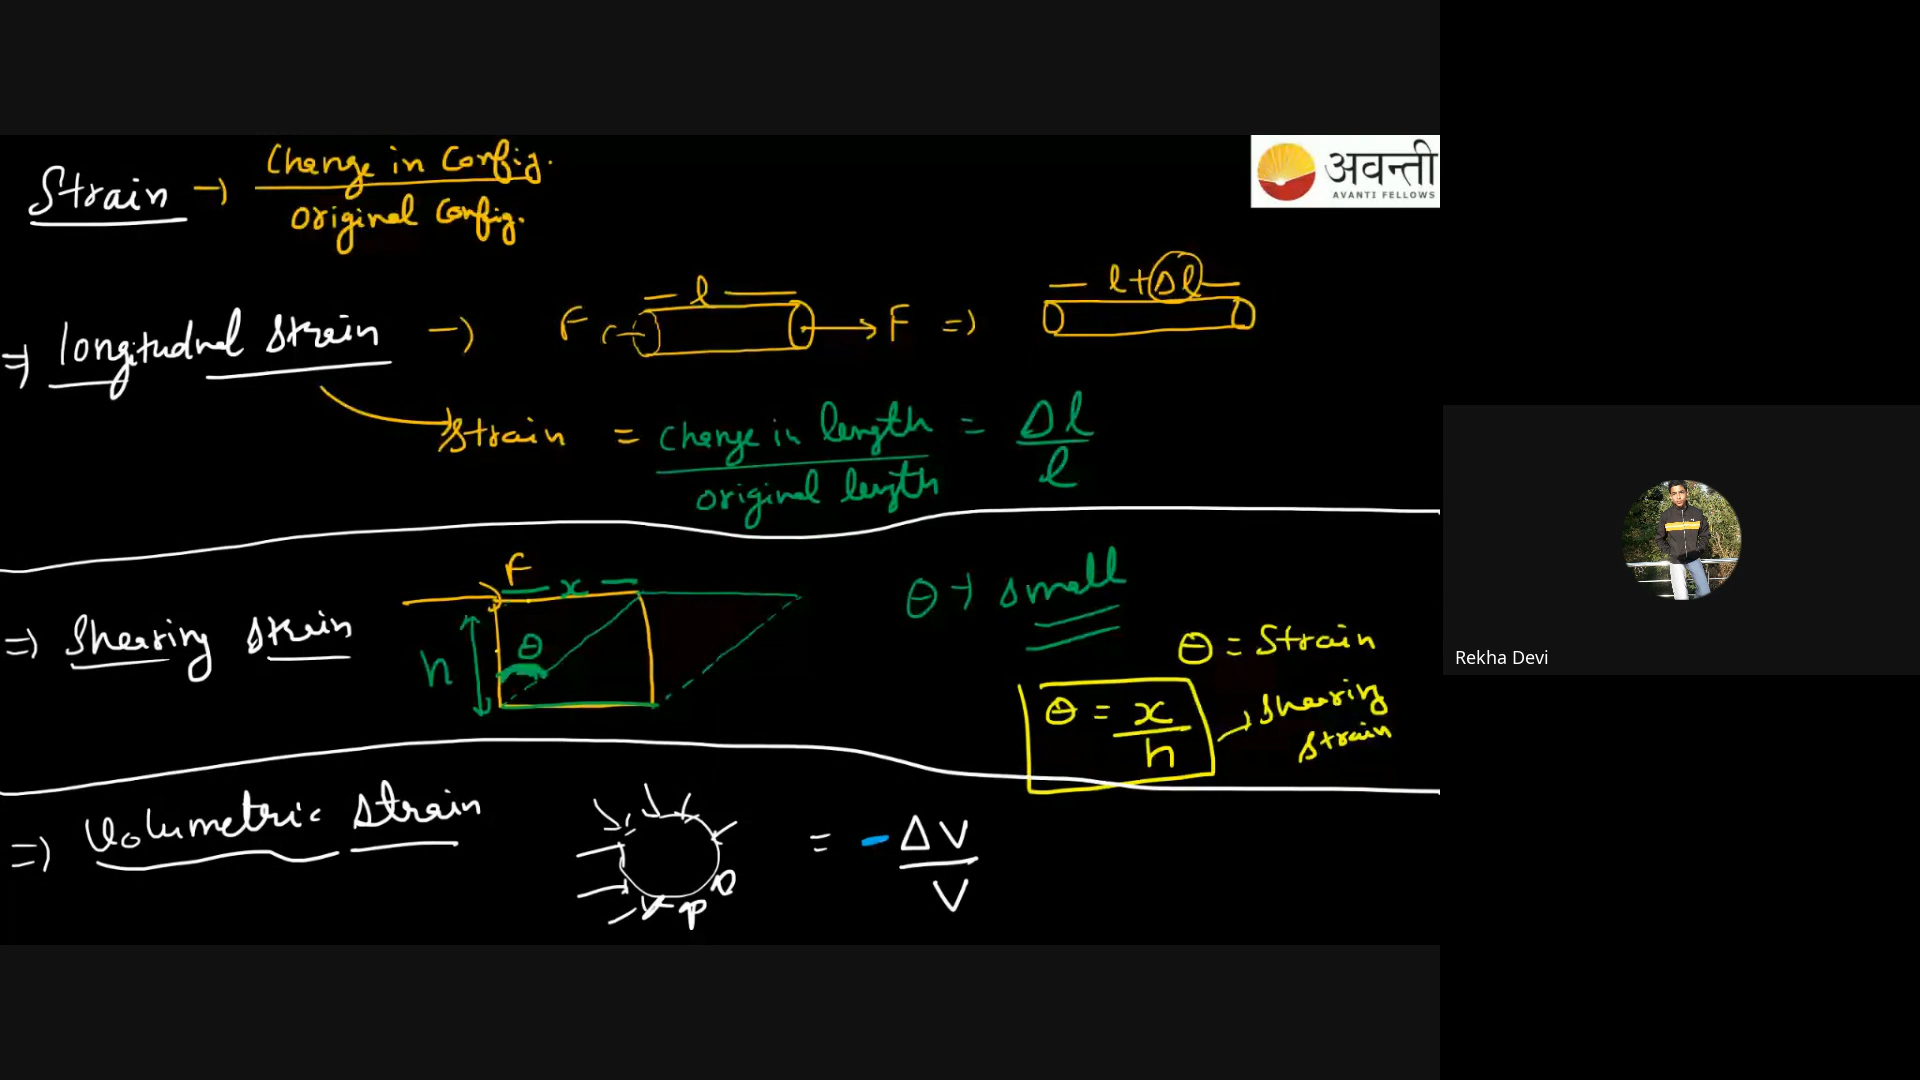 Strain → Change in Config.
Original Config.
अवन्ती
AVANTI FELLOWS
⇒ longitudnal strain → F l F ⇒ l+Δl
Strain = change in length = Δl
original length l
F x
⇒ Shearing strain h θ θ → small
θ = Strain
θ = x → Shearing
h strain
⇒ Volumetric strain = - ΔV
V
P
Rekha Devi